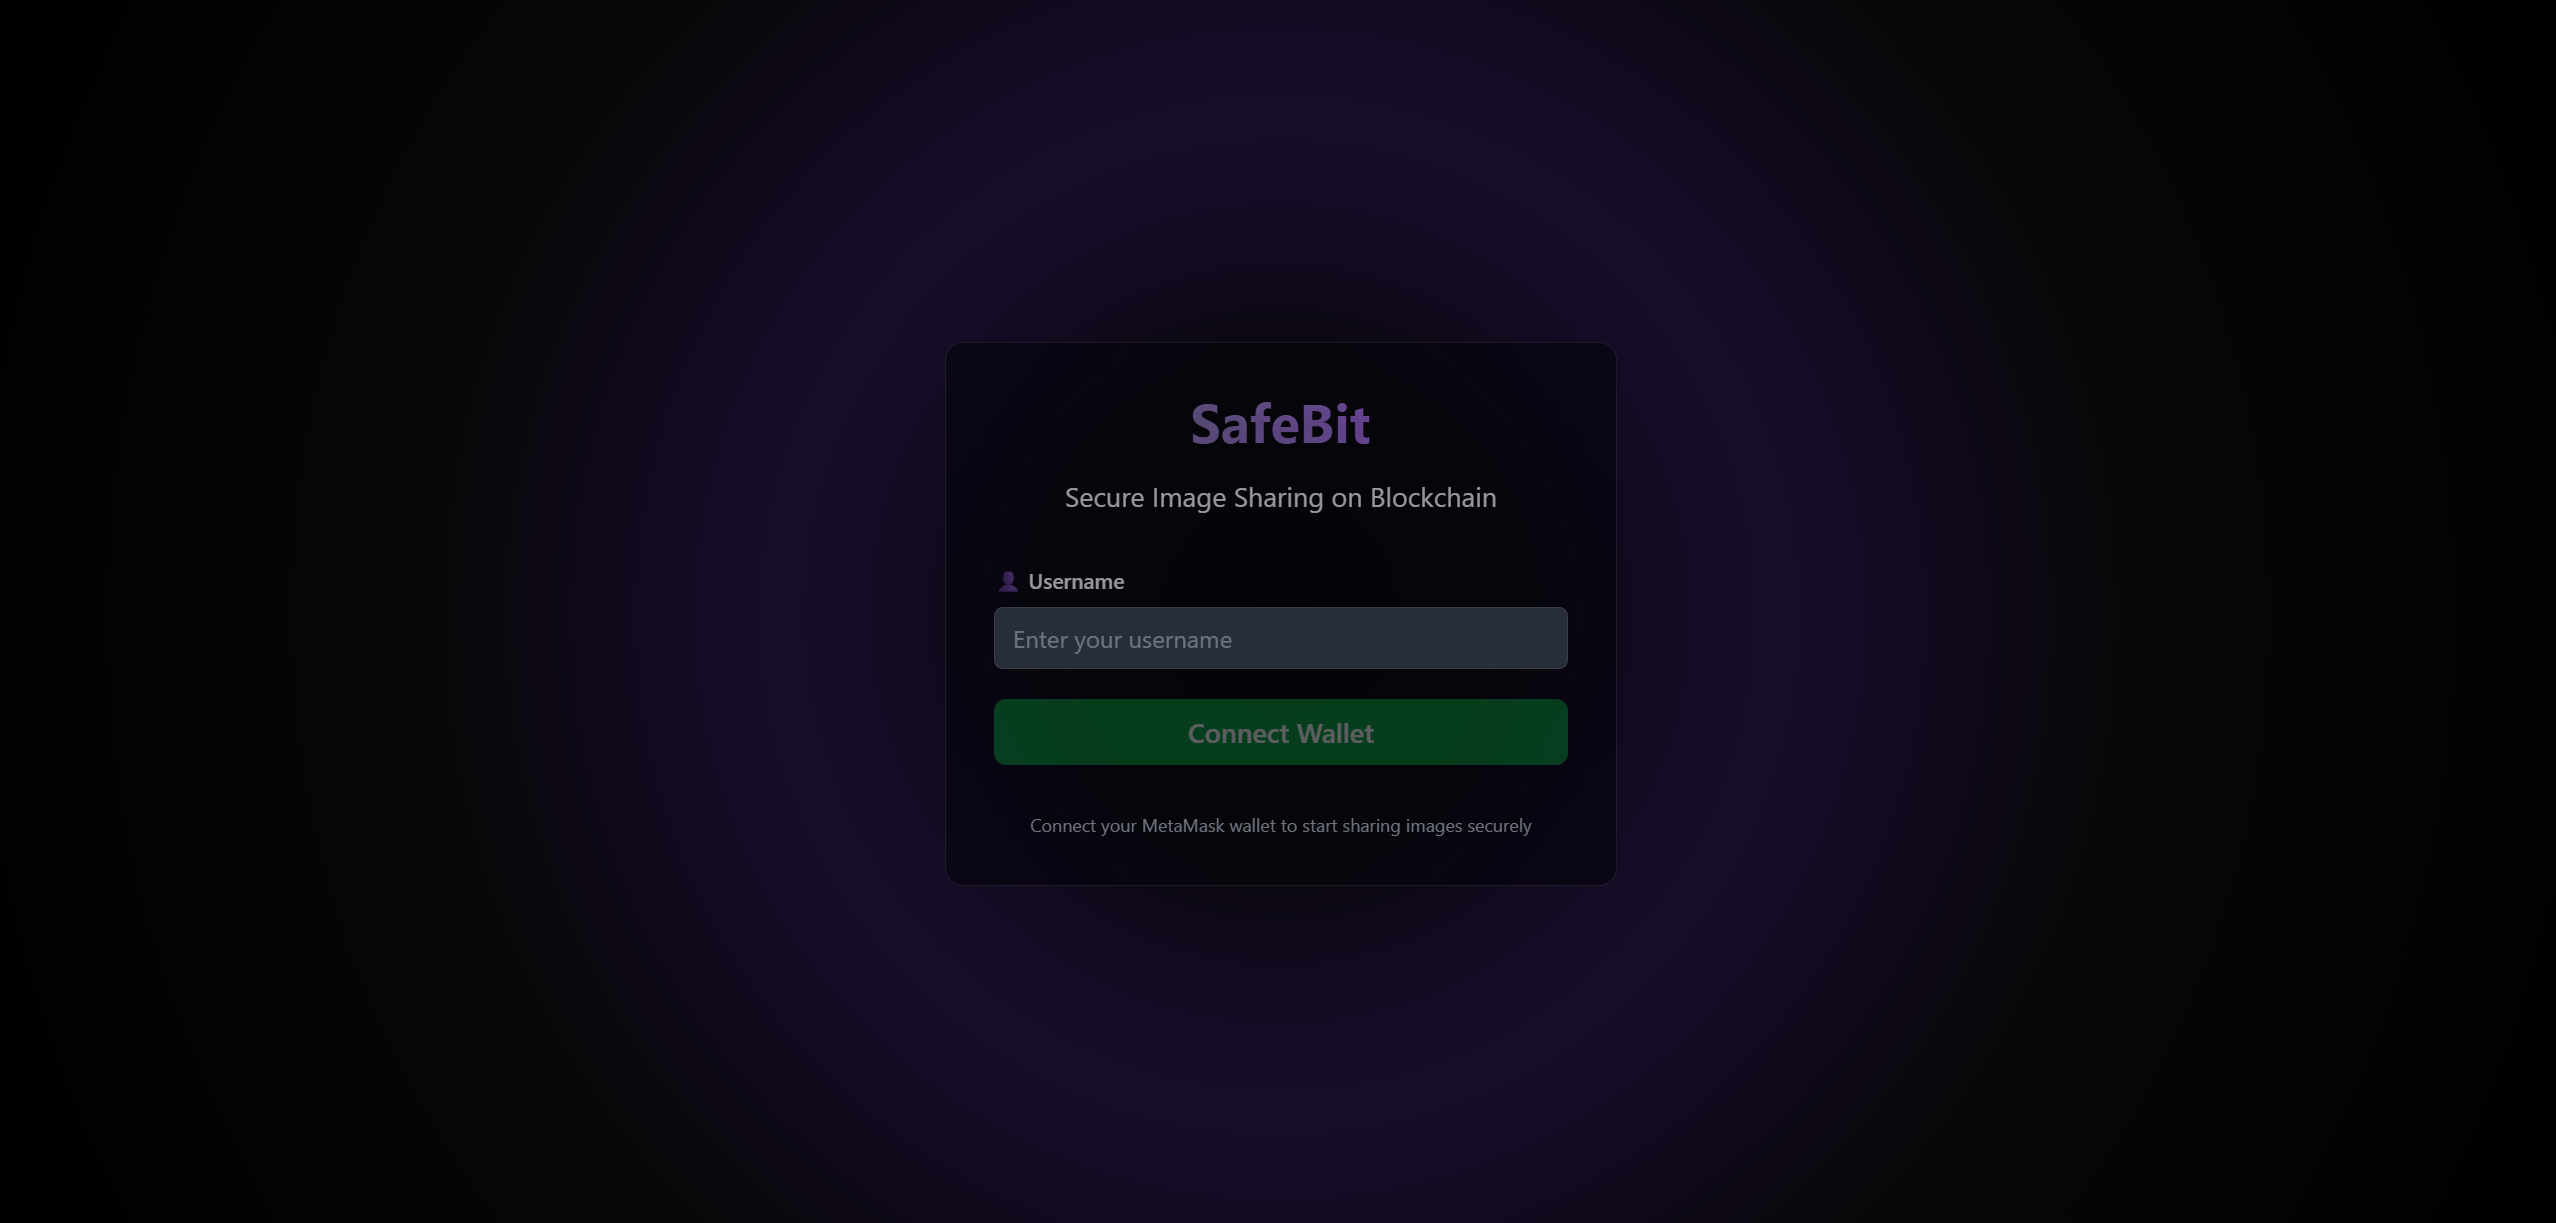 SafeBit
Secure Image Sharing on Blockchain
Username
Enter your username
Connect Wallet
Connect your MetaMask wallet to start sharing images securely